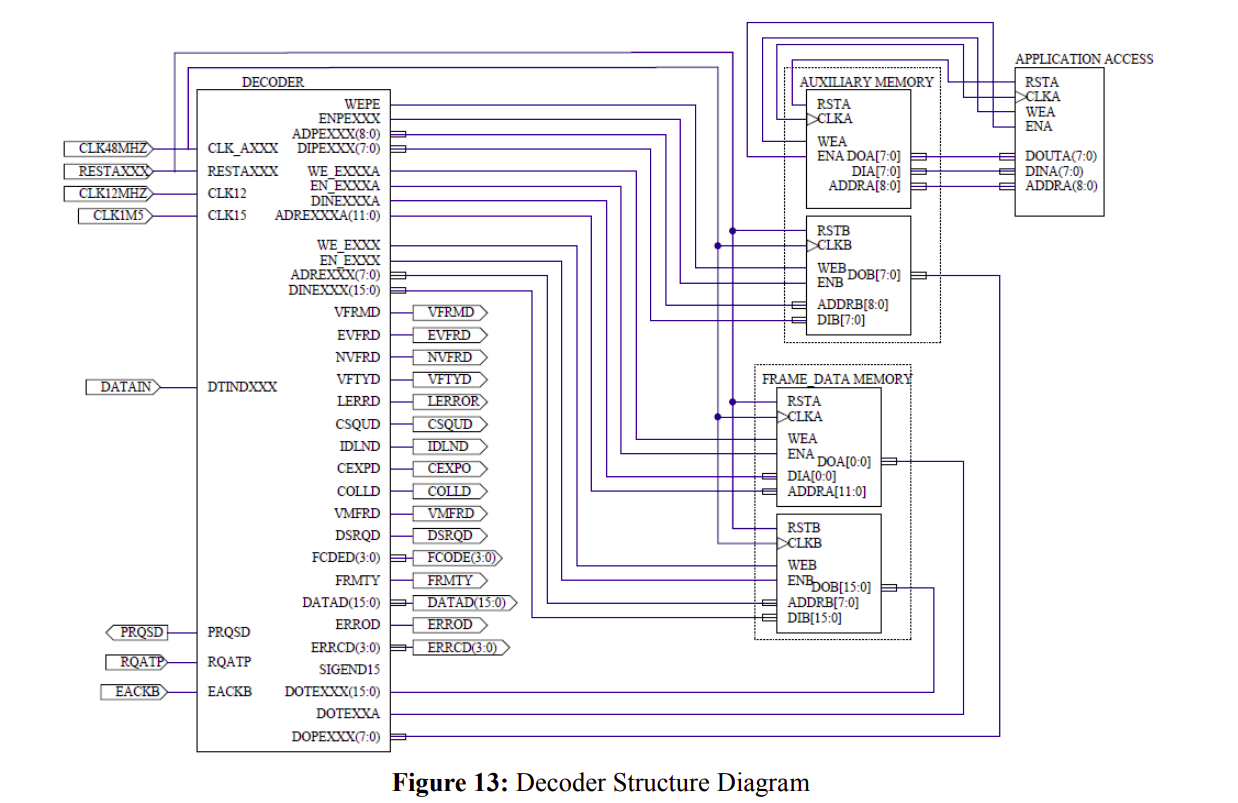 DECODER
CLK48MHZ
RESTAXXX
CLK12MHZ
CLK1M5
DATAIN
PRQSD
RQATP
EACKB
CLK_AXXX
RESTAXXX
CLK12
CLK15
DTINDXXX
PRQSD
RQATP
EACKB
WEPE
ENPEXXX
ADPEXXX(8:0)
DIPEXXX(7:0)
WE_EXXXA
EN_EXXXA
DINEXXXA
ADREXXXA(11:0)
WE_EXXX
EN_EXXX
ADREXXX(7:0)
DINEXXX(15:0)
VFRMD VFRMD
EVFRD EVFRD
NVFRD NVFRD
VFTYD VFTYD
LERRD LERROR
CSQUD CSQUD
IDLND IDLND
CEXPD CEXPO
COLLD COLLD
VMFRD VMFRD
DSRQD DSRQD
FCDED(3:0) FCODE(3:0)
FRMTY FRMTY
DATAD(15:0) DATAD(15:0)
ERROD ERROD
ERRCD(3:0) ERRCD(3:0)
SIGEND15
DOTEXXX(15:0)
DOTEXXA
DOPEXXX(7:0)
AUXILIARY MEMORY
RSTA
CLKA
WEA
ENA DOA[7:0]
DIA[7:0]
ADDRA[8:0]
RSTB
CLKB
WEB
DOB[7:0]
ENB
ADDRB[8:0]
DIB[7:0]
APPLICATION ACCESS
RSTA
CLKA
WEA
ENA
DOUTA(7:0)
DINA(7:0)
ADDRA(8:0)
FRAME_DATA MEMORY
RSTA
CLKA
WEA
ENA
DOA[0:0]
DIA[0:0]
ADDRA[11:0]
RSTB
CLKB
WEB
ENB
DOB[15:0]
ADDRB[7:0]
DIB[15:0]
Figure 13: Decoder Structure Diagram